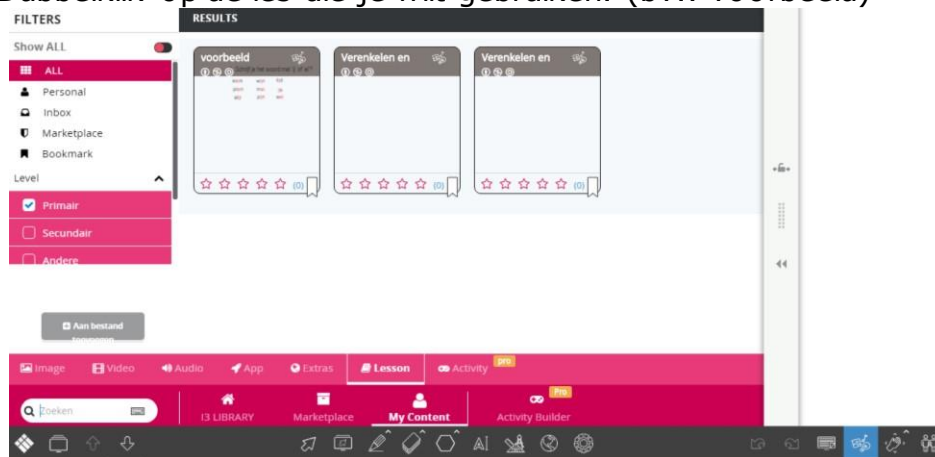 Dubbelklik op de les die je wilt gebruiken. (bvb voorbeeld)
FILTERS
RESULTS
Show ALL
ALL
Personal
Inbox
Marketplace
Bookmark
Level
Primair
Secundair
Andere
voorbeeld
Verenkelen en
Verenkelen en
(0)
(0)
(0)
Aan bestand
Image
Video
Audio
App
Extras
Lesson
Activity
pro
Zoeken
I3 LIBRARY
Marketplace
My Content
Activity Builder
Pro
AI